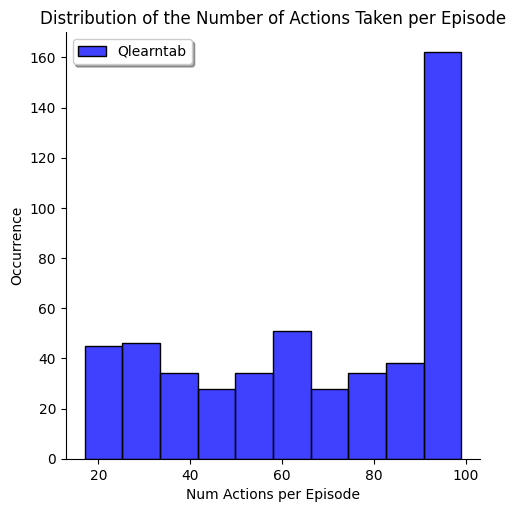 Distribution of the Number of Actions Taken per Episode
Qlearntab
160
140
120
100
80
60
40
20
0
Occurrence
20 40 60 80 100
Num Actions per Episode